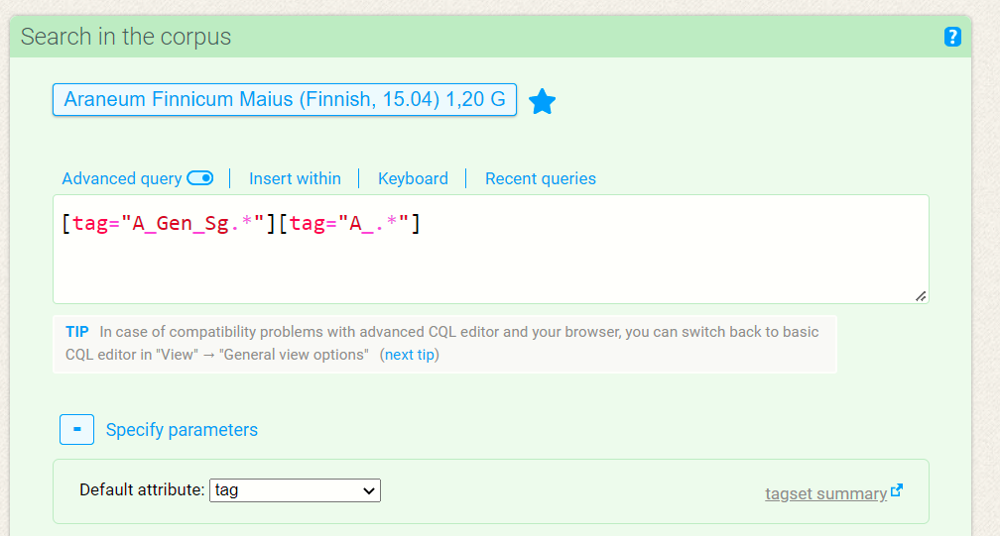 Search in the corpus
?
Araneum Finnicum Maius (Finnish, 15.04) 1,20 G
Advanced query | Insert within | Keyboard | Recent queries
[tag="A_Gen_Sg.*"][tag="A_.*"]
TIP In case of compatibility problems with advanced CQL editor and your browser, you can switch back to basic
CQL editor in "View" → "General view options" (next tip)
- Specify parameters
Default attribute: tag
tagset summary